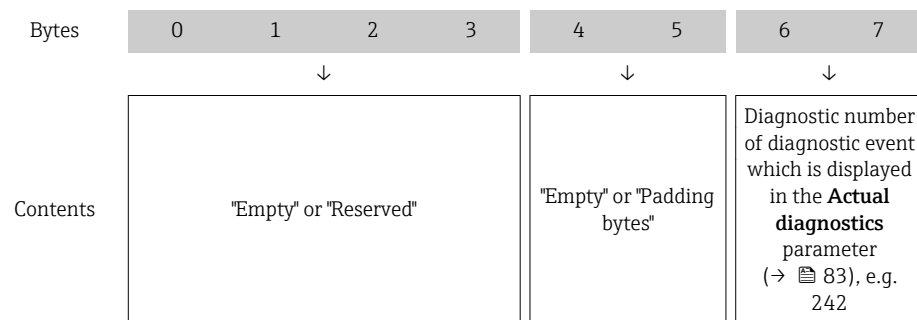 Bytes 0 1 2 3 4 5 6 7
↓ ↓ ↓
Contents
"Empty" or "Reserved"
"Empty" or "Padding
bytes"
Diagnostic number
of diagnostic event
which is displayed
in the Actual
diagnostics
parameter
(→ 83), e.g.
242